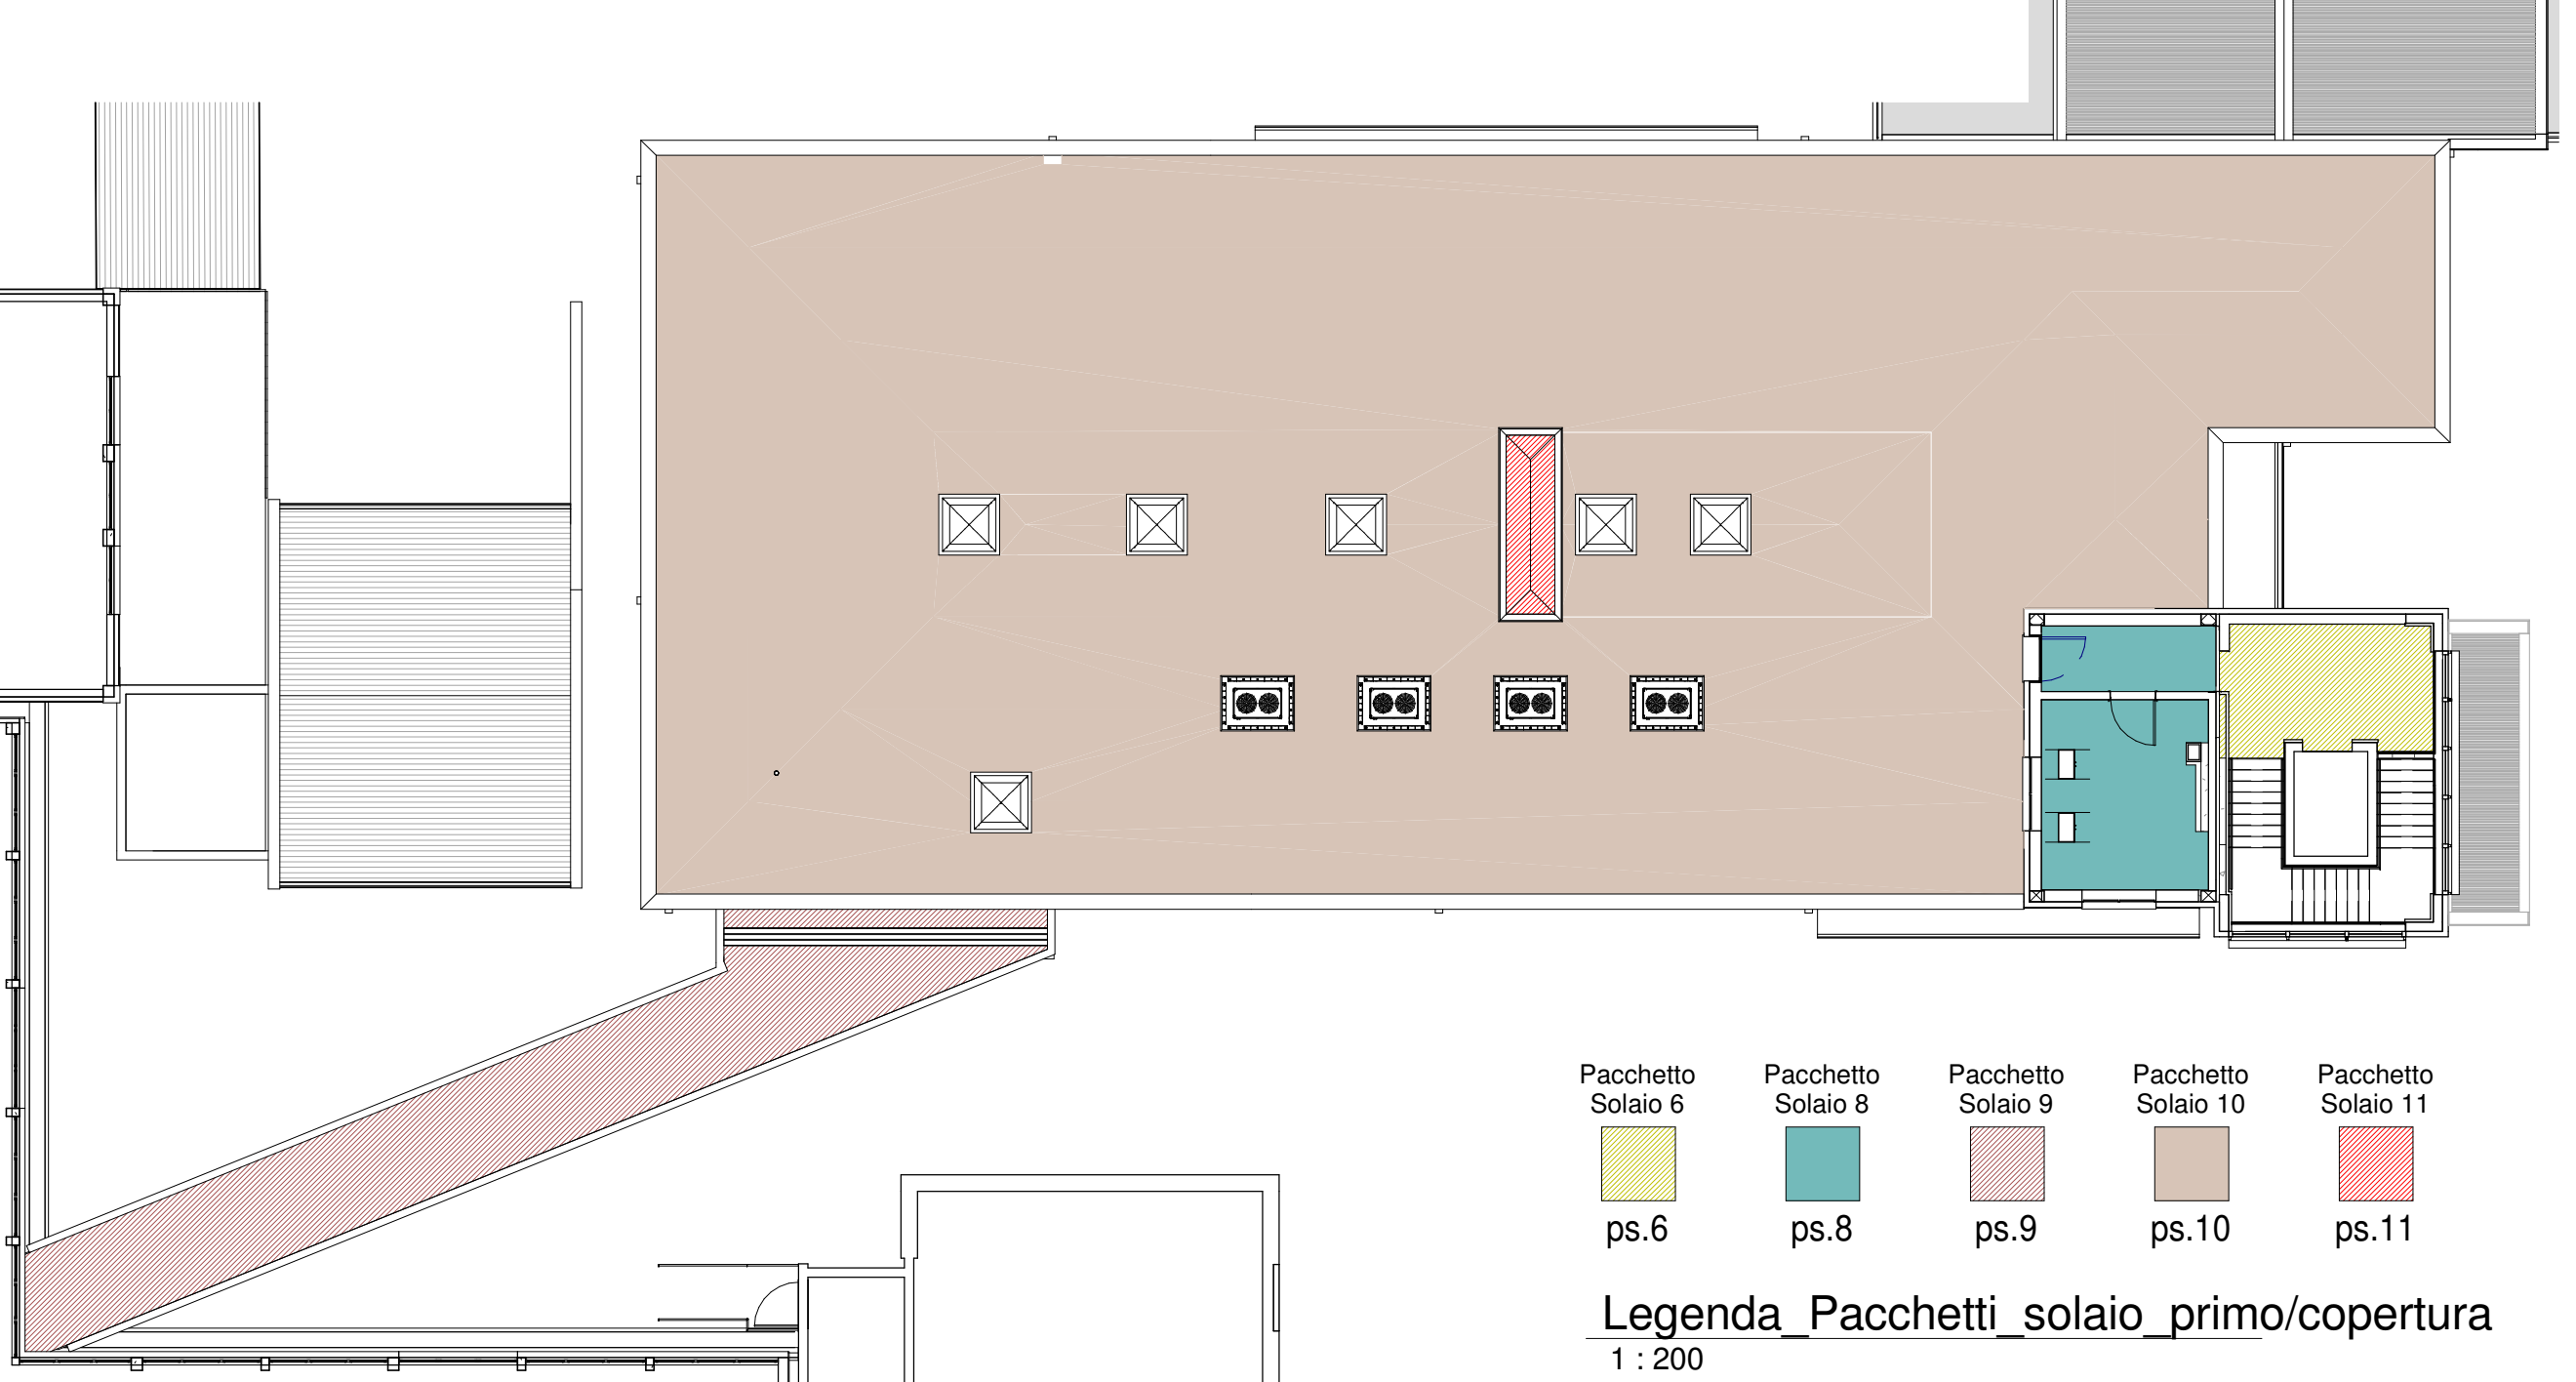 Pacchetto
Solaio 6
ps.6
Pacchetto
Solaio 8
ps.8
Pacchetto
Solaio 9
ps.9
Pacchetto
Solaio 10
ps.10
Pacchetto
Solaio 11
ps.11
Legenda_Pacchetti_solaio_primo/copertura
1 : 200